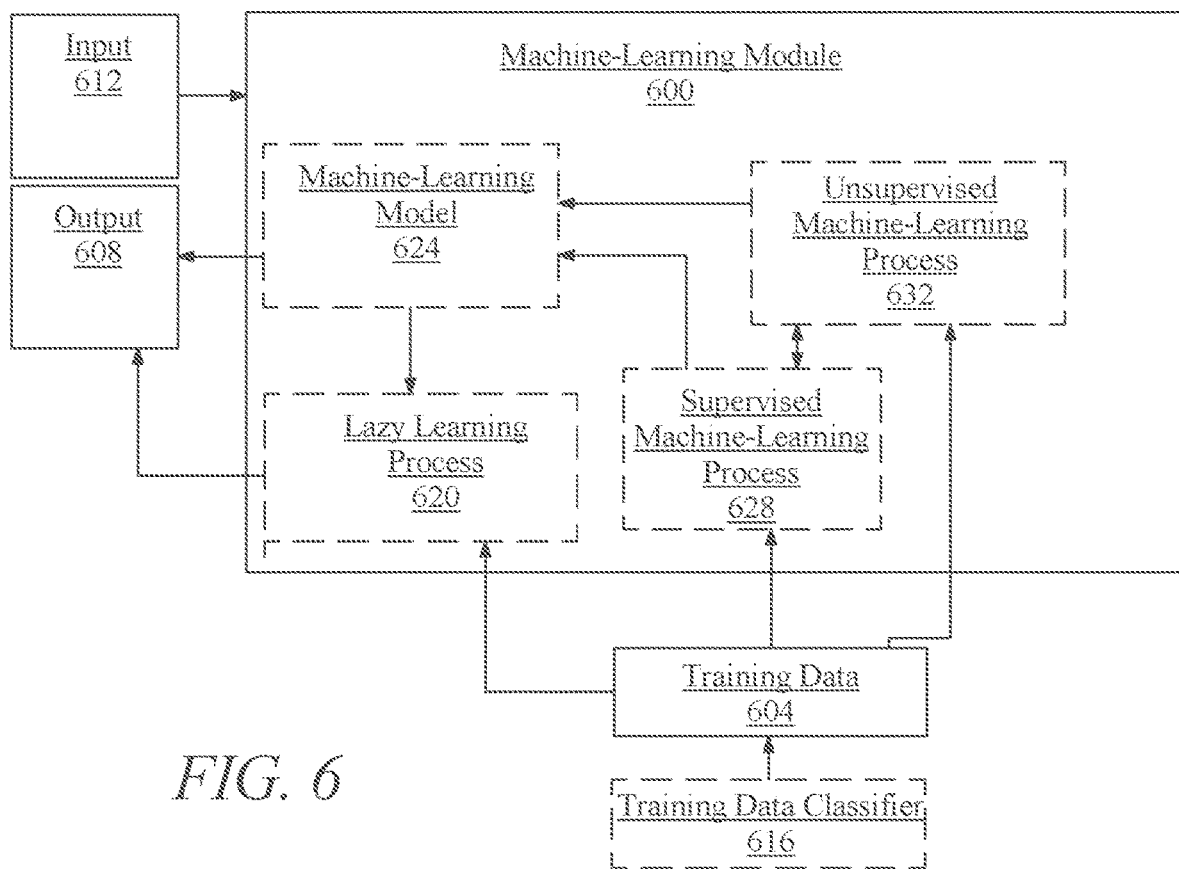 Input
612
Machine-Learning Module
600
Machine-Learning
Model
624
Unsupervised
Machine-Learning
Process
632
Output
608
Lazy Learning
Process
620
Supervised
Machine-Learning
Process
628
Training Data
604
Training Data Classifier
616
FIG. 6